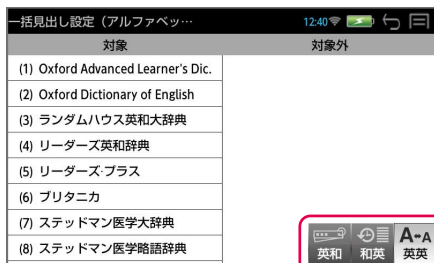 一括見出し設定（アルファベッ… 12:40
対象 対象外
(1) Oxford Advanced Learner's Dic.
(2) Oxford Dictionary of English
(3) ランダムハウス英和大辞典
(4) リーダーズ英和辞典
(5) リーダーズ·プラス
(6) ブリタニカ
(7) ステッドマン医学大辞典
(8) ステッドマン医学略語辞典
A↔A
英和 和英 英英